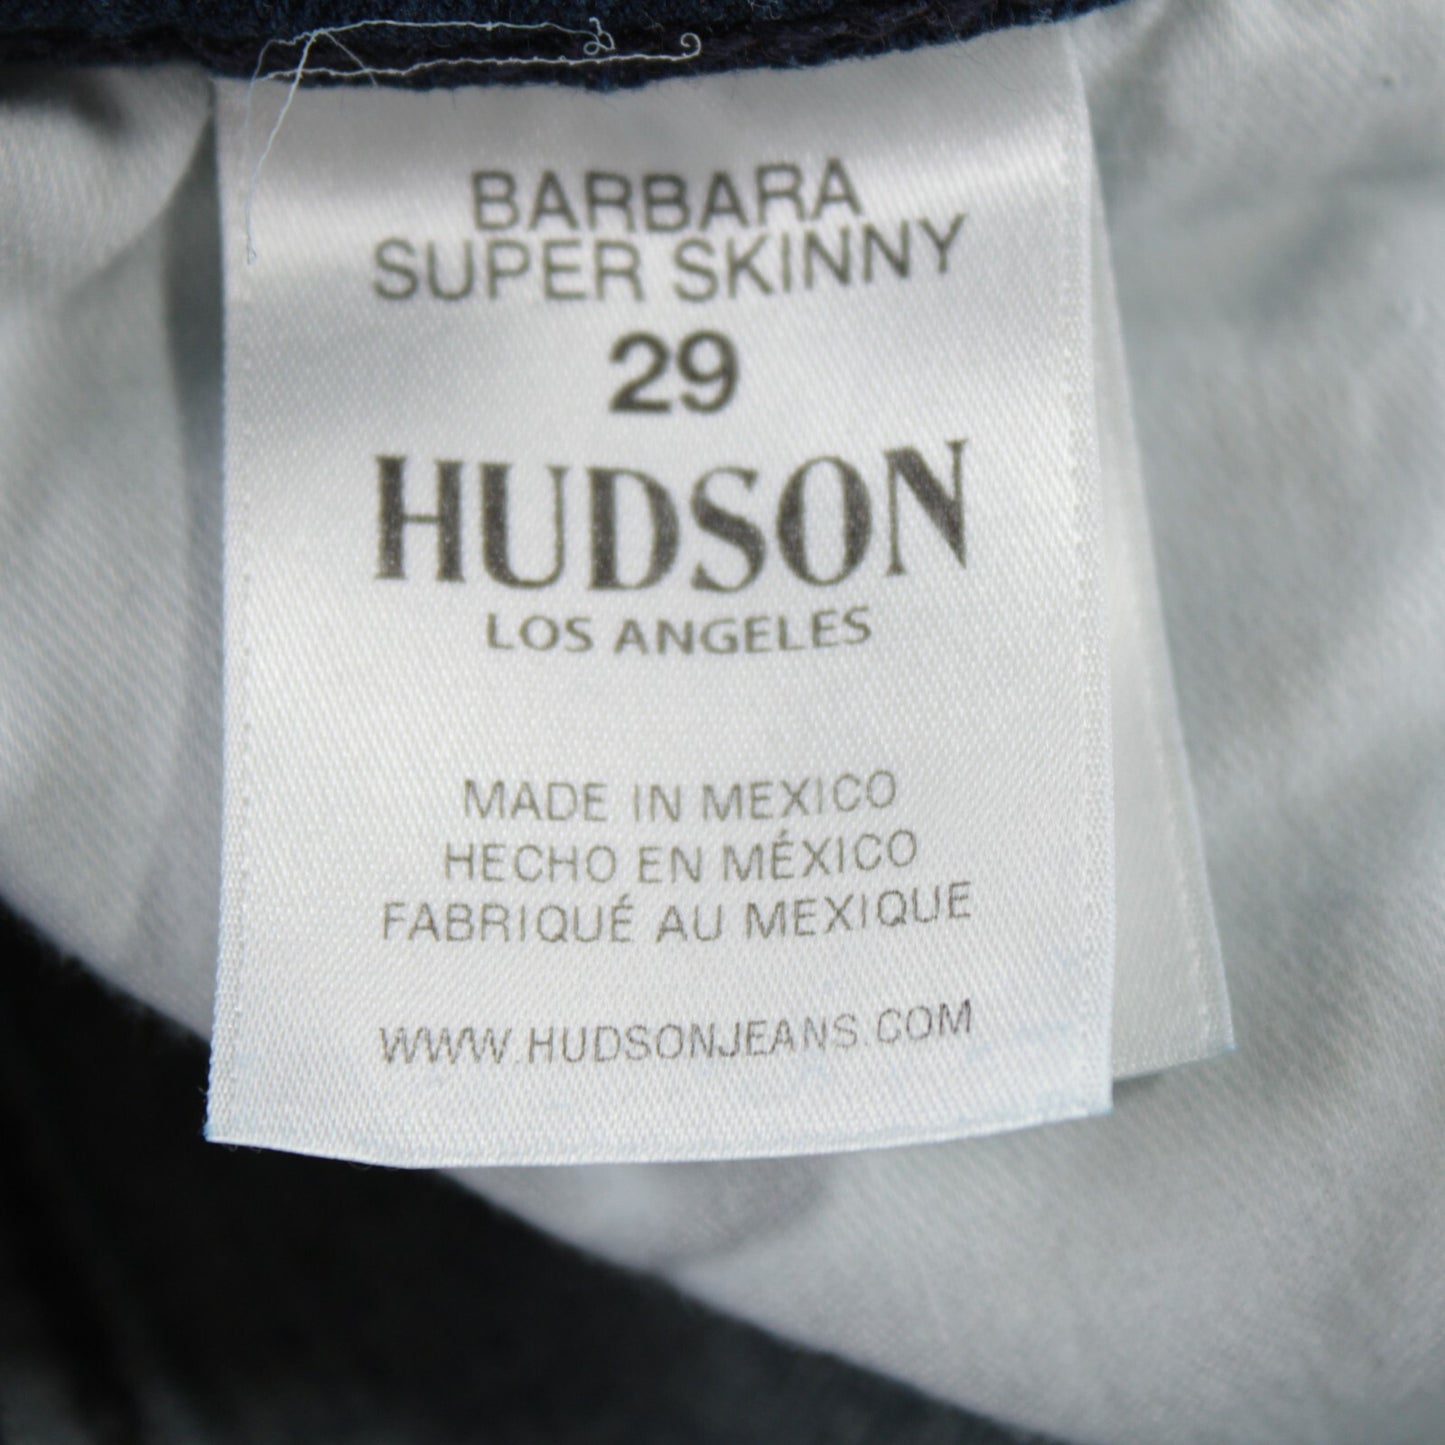 BARBARA
SUPER SKINNY
29
HUDSON
LOS ANGELES
MADE IN MEXICO
HECHO EN MÉXICO
FABRIQUÉ AU MEXIQUE
WWW.HUDSONJEANS.COM